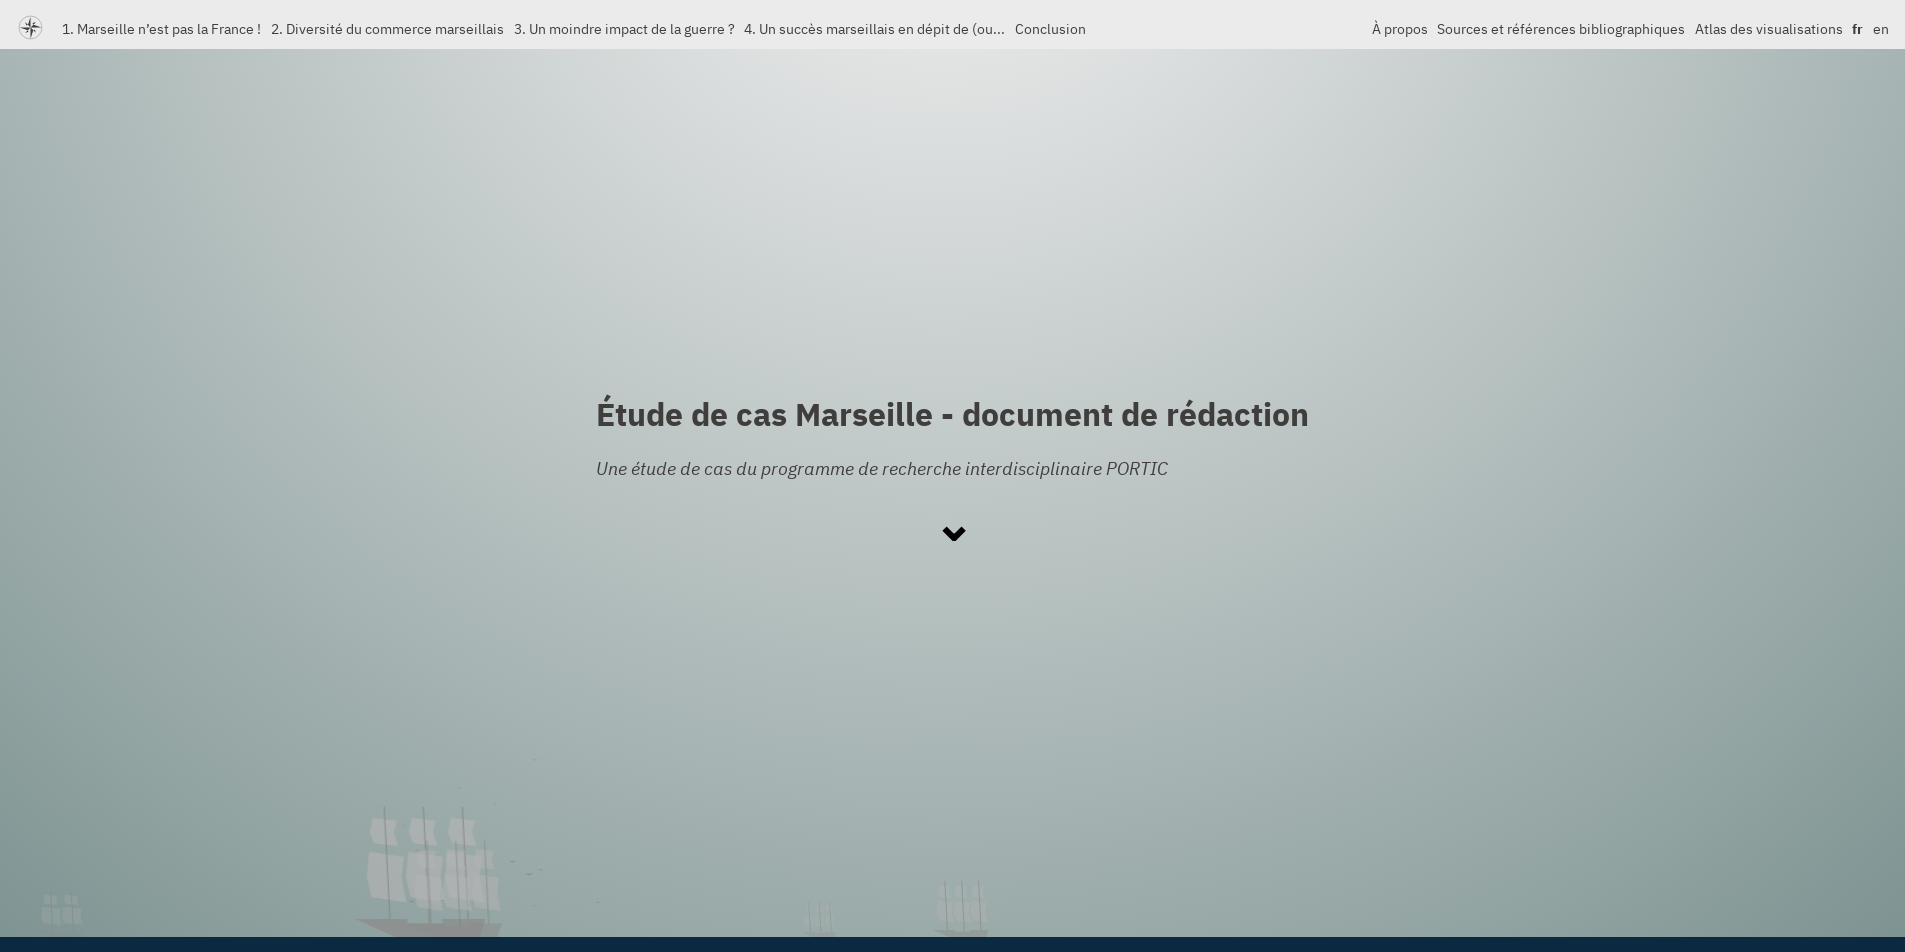 1. Marseille n’est pas la France ! 2. Diversité du commerce marseillais 3. Un moindre impact de la guerre ? 4. Un succès marseillais en dépit de (ou... Conclusion À propos Sources et références bibliographiques Atlas des visualisations fr en
Étude de cas Marseille - document de rédaction
Une étude de cas du programme de recherche interdisciplinaire PORTIC